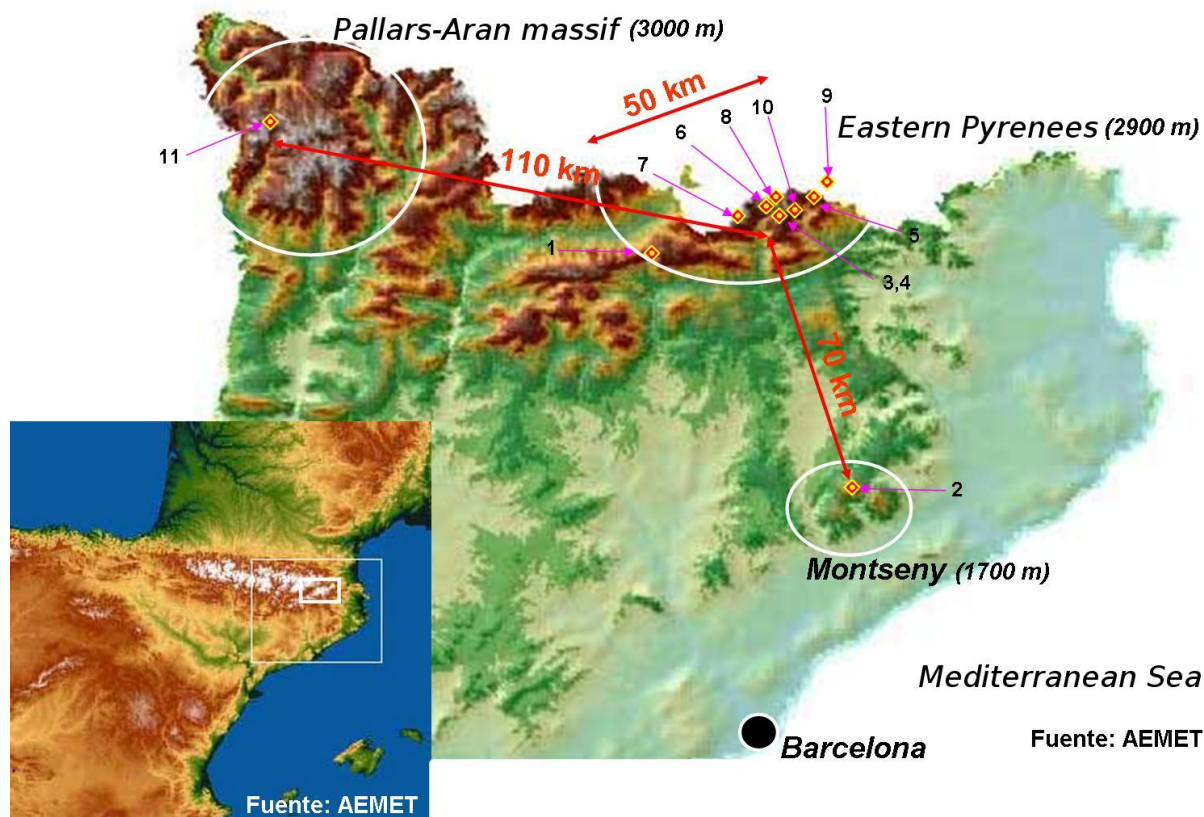 Pallars-Aran massif (3000 m)
50 km
9
10
8
Eastern Pyrenees (2900 m)
6
11
7
110 km
5
1
3,4
70 km
2
Montseny (1700 m)
Mediterranean Sea
Barcelona
Fuente: AEMET
Fuente: AEMET